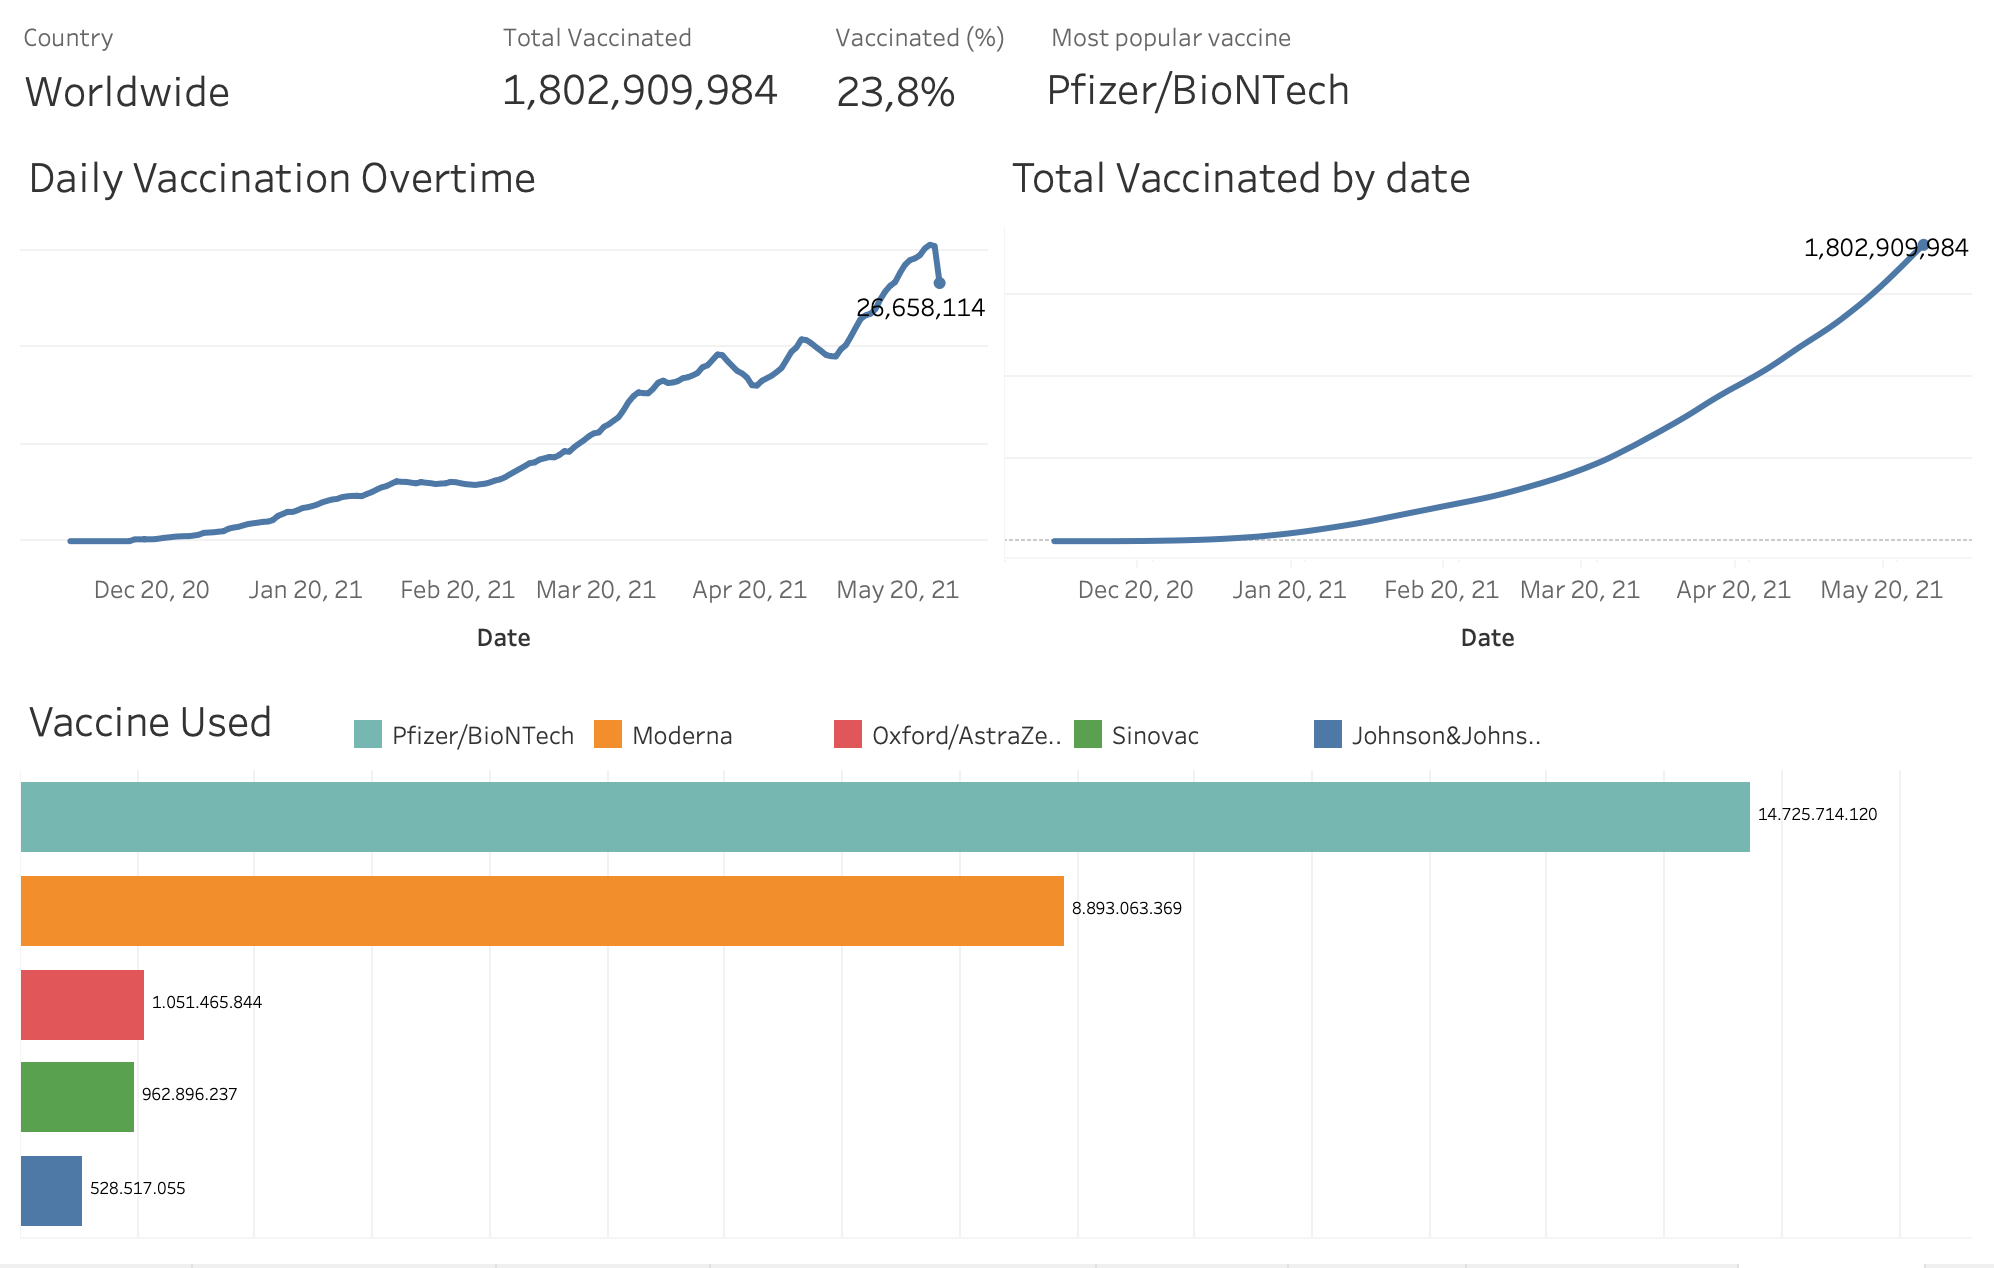 Country
Total Vaccinated
Vaccinated (%)
Most popular vaccine
Worldwide
1,802,909,984
23,8%
Pfizer/BioNTech
Daily Vaccination Overtime
26,658,114
Dec 20, 20
Jan 20, 21
Feb 20, 21
Mar 20, 21
Apr 20, 21
May 20, 21
Date
Total Vaccinated by date
1,802,909,984
Dec 20, 20
Jan 20, 21
Feb 20, 21
Mar 20, 21
Apr 20, 21
May 20, 21
Date
Vaccine Used
Pfizer/BioNTech
Moderna
Oxford/AstraZe..
Sinovac
Johnson&Johns..
14.725.714.120
8.893.063.369
1.051.465.844
962.896.237
528.517.055